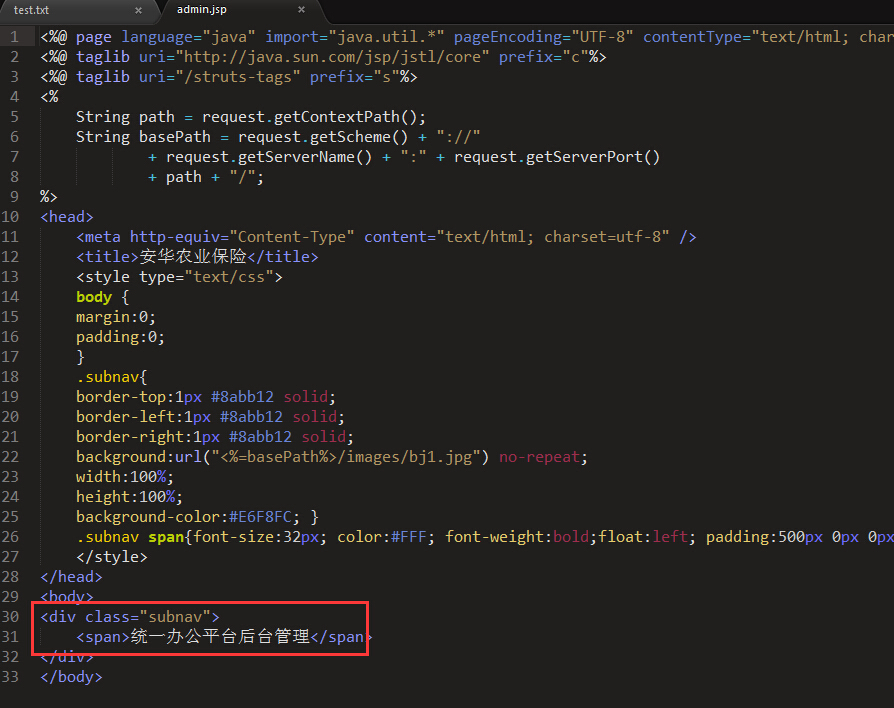 test.txt × admin.jsp ×
1 <%@ page language="java" import="java.util.*" pageEncoding="UTF-8" contentType="text/html; char
2 <%@ taglib uri="http://java.sun.com/jsp/jstl/core" prefix="c"%>
3 <%@ taglib uri="/struts-tags" prefix="s"%>
4 <%
5 String path = request.getContextPath();
6 String basePath = request.getScheme() + "://"
7 + request.getServerName() + ":" + request.getServerPort()
8 + path + "/";
9 %>
10 <head>
11 <meta http-equiv="Content-Type" content="text/html; charset=utf-8" />
12 <title>安华农业保险</title>
13 <style type="text/css">
14 body {
15 margin:0;
16 padding:0;
17 }
18 .subnav{
19 border-top:1px #8abb12 solid;
20 border-left:1px #8abb12 solid;
21 border-right:1px #8abb12 solid;
22 background:url("<%=basePath%>/images/bj1.jpg") no-repeat;
23 width:100%;
24 height:100%;
25 background-color:#E6F8FC; }
26 .subnav span{font-size:32px; color:#FFF; font-weight:bold;float:left; padding:500px 0px 0px
27 </style>
28 </head>
29 <body>
30 <div class="subnav">
31 <span>统一办公平台后台管理</span>
32 </div>
33 </body>